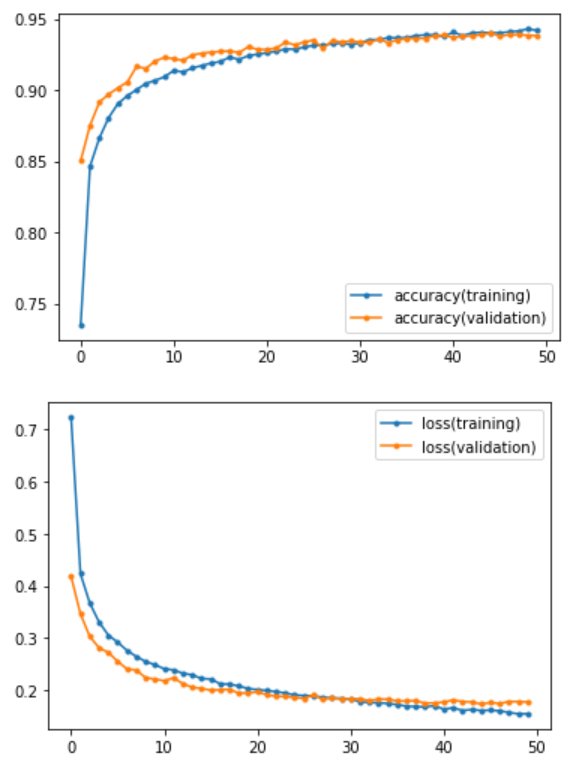 0.95
0.90
0.85
0.80
0.75
accuracy(training)
accuracy(validation)
0 10 20 30 40 50
0.7
0.6
0.5
0.4
0.3
0.2
loss(training)
loss(validation)
0 10 20 30 40 50